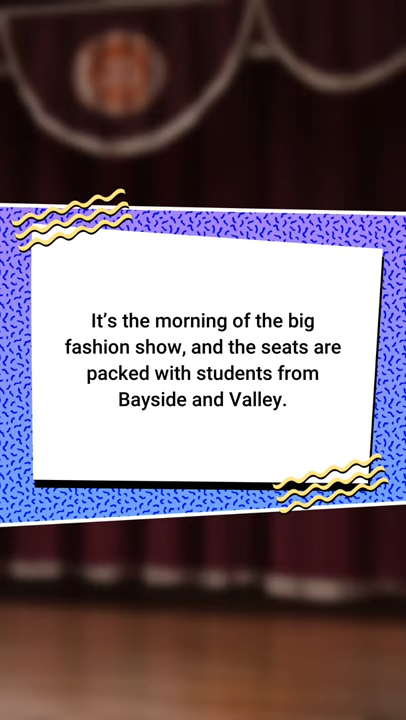 It’s the morning of the big
fashion show, and the seats are
packed with students from
Bayside and Valley.